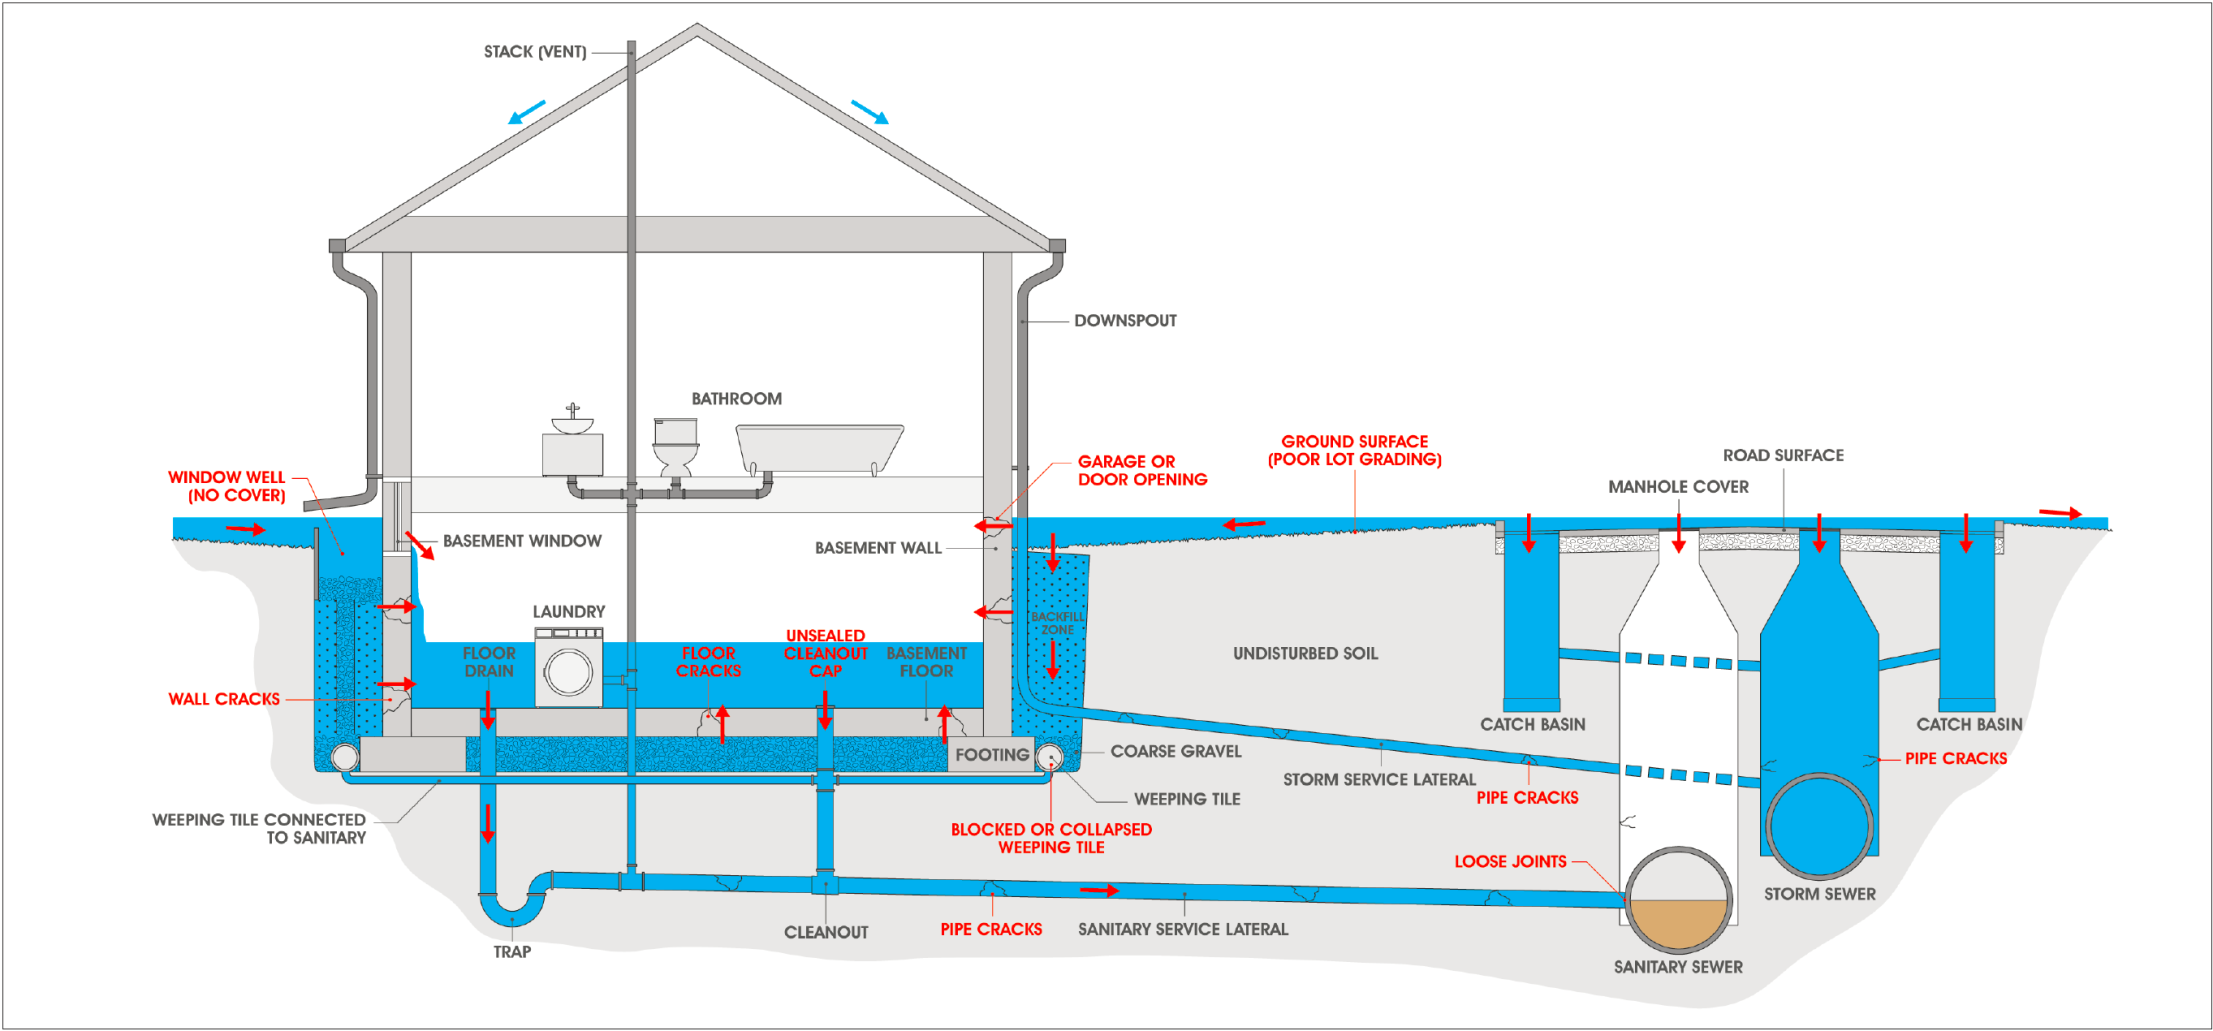 STACK (VENT)
DOWNSPOUT
BATHROOM
WINDOW WELL
(NO COVER)
GARAGE OR
DOOR OPENING
GROUND SURFACE
(POOR LOT GRADING)
ROAD SURFACE
MANHOLE COVER
BASEMENT WINDOW
BASEMENT WALL
LAUNDRY
BACKFILL
ZONE
FLOOR
DRAIN
FLOOR
CRACKS
UNSEALED
CLEANOUT
CAP
BASEMENT
FLOOR
UNDISTURBED SOIL
WALL CRACKS
CATCH BASIN
CATCH BASIN
FOOTING
COARSE GRAVEL
STORM SERVICE LATERAL
PIPE CRACKS
PIPE CRACKS
WEEPING TILE
WEEPING TILE CONNECTED
TO SANITARY
BLOCKED OR COLLAPSED
WEEPING TILE
LOOSE JOINTS
STORM SEWER
TRAP
CLEANOUT
PIPE CRACKS
SANITARY SERVICE LATERAL
SANITARY SEWER